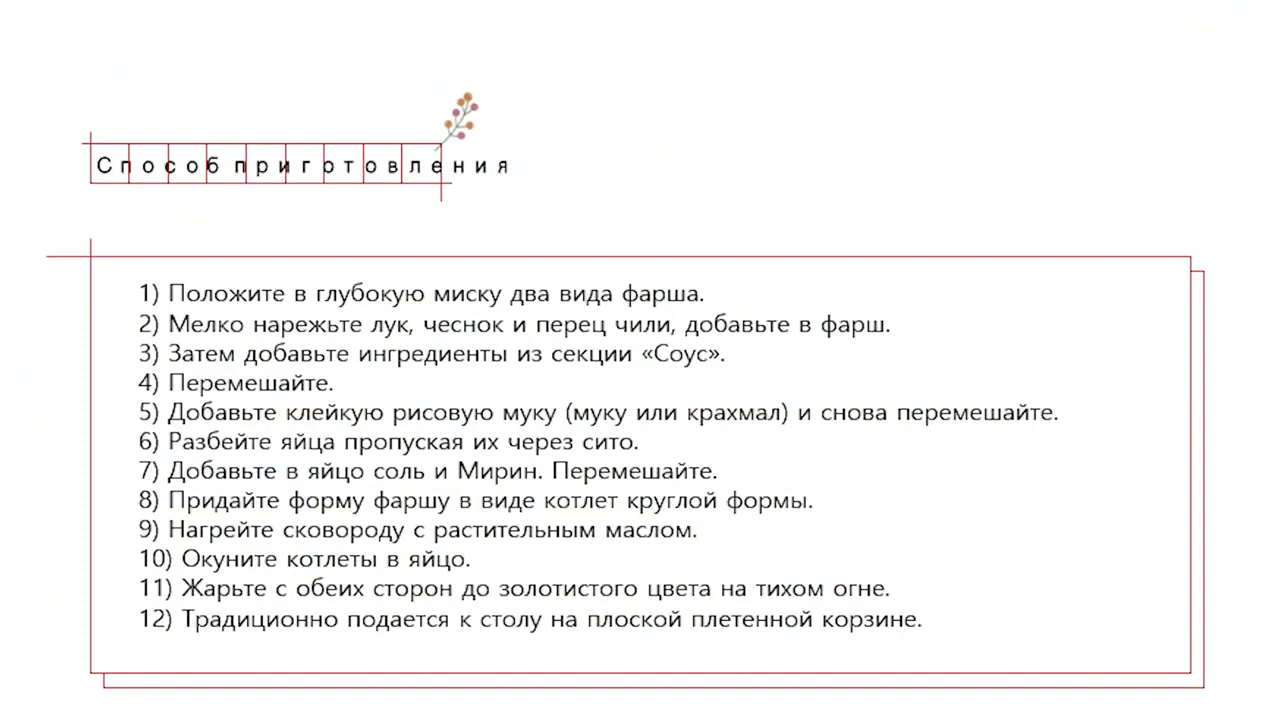 Способ приготовления
1) Положите в глубокую миску два вида фарша.
2) Мелко нарежьте лук, чеснок и перец чили, добавьте в фарш.
3) Затем добавьте ингредиенты из секции «Соус».
4) Перемешайте.
5) Добавьте клейкую рисовую муку (муку или крахмал) и снова перемешайте.
6) Разбейте яйца пропуская их через сито.
7) Добавьте в яйцо соль и Мирин. Перемешайте.
8) Придайте форму фаршу в виде котлет круглой формы.
9) Нагрейте сковороду с растительным маслом.
10) Окуните котлеты в яйцо.
11) Жарьте с обеих сторон до золотистого цвета на тихом огне.
12) Традиционно подается к столу на плоской плетенной корзине.